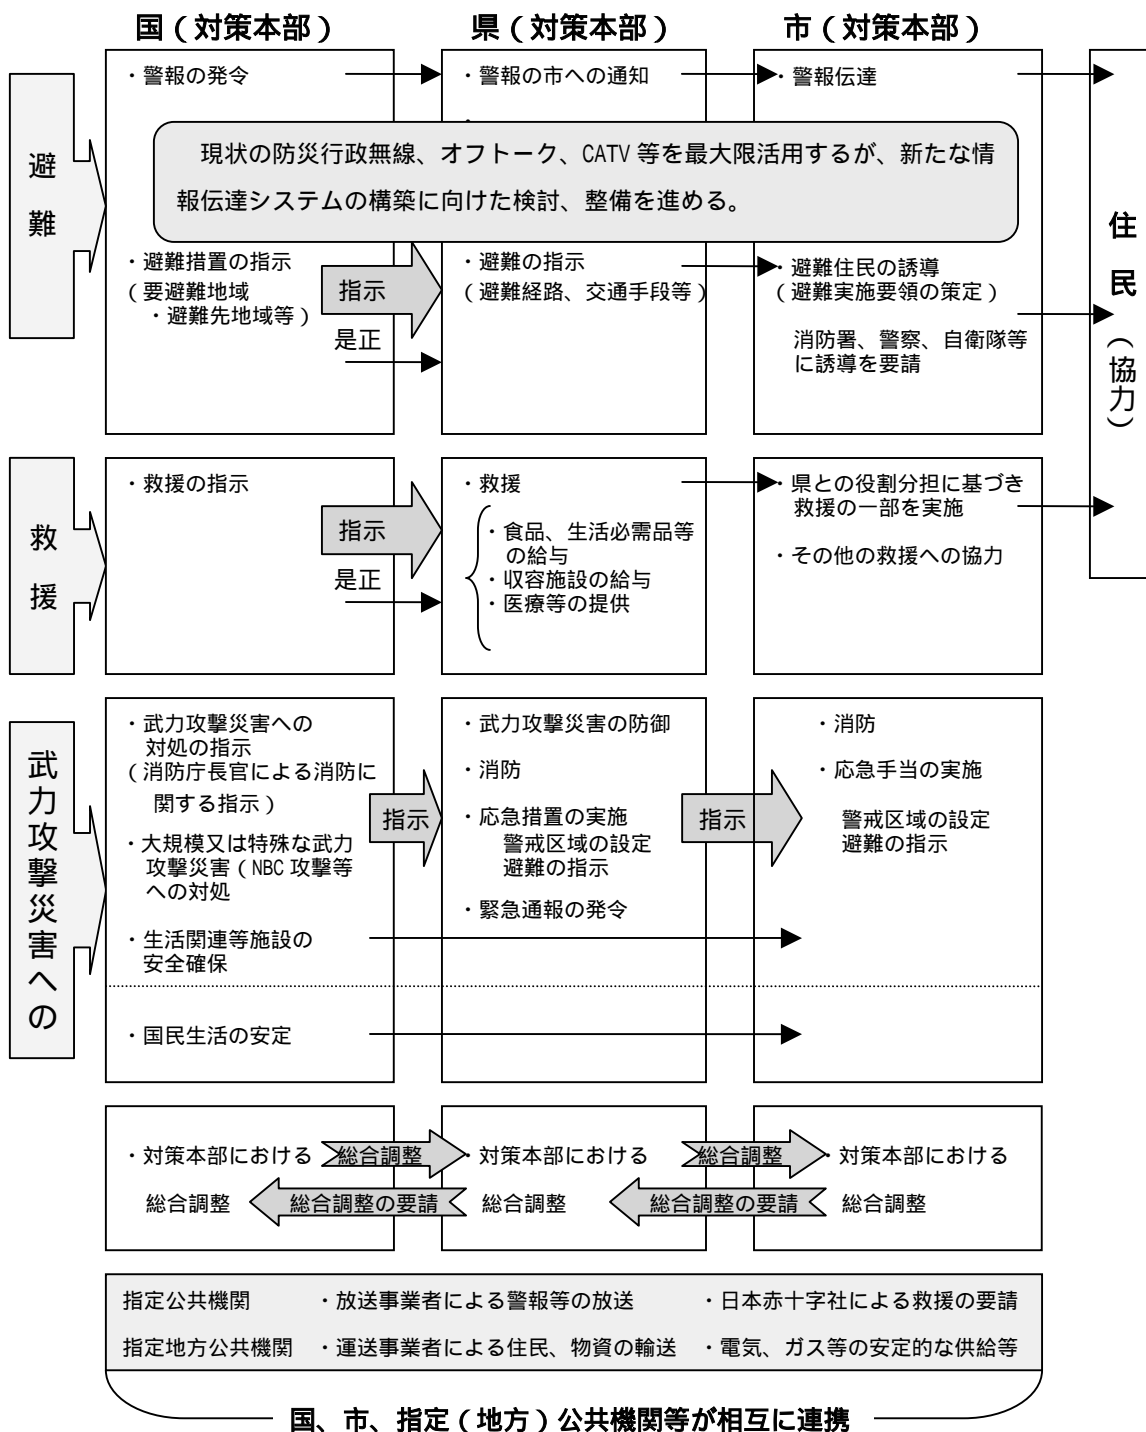 国（対策本部）
県（対策本部）
市（対策本部）
避難
・警報の発令
・警報の市への通知
・警報伝達
現状の防災行政無線、オフトーク、CATV 等を最大限活用するが、新たな情
報伝達システムの構築に向けた検討、整備を進める。
・避難措置の指示
（要避難地域
・避難先地域等）
指示
是正
・避難の指示
（避難経路、交通手段等）
・避難住民の誘導
（避難実施要領の策定）
消防署、警察、自衛隊等
に誘導を要請
住民（協力）
救援
・救援の指示
指示
是正
・救援
・食品、生活必需品等
の給与
・収容施設の給与
・医療等の提供
・県との役割分担に基づき
救援の一部を実施
・その他の救援への協力
武力攻撃災害への
・武力攻撃災害への
対処の指示
（消防庁長官による消防に
関する指示）
・大規模又は特殊な武力
攻撃災害（NBC 攻撃等
への対処
・生活関連等施設の
安全確保
・国民生活の安定
指示
・武力攻撃災害の防御
・消防
・応急措置の実施
警戒区域の設定
避難の指示
・緊急通報の発令
指示
・消防
・応急手当の実施
警戒区域の設定
避難の指示
・対策本部における
総合調整
総合調整
総合調整の要請
・対策本部における
総合調整
総合調整
総合調整の要請
・対策本部における
総合調整
指定公共機関 ・放送事業者による警報等の放送 ・日本赤十字社による救援の要請
指定地方公共機関 ・運送事業者による住民、物資の輸送 ・電気、ガス等の安定的な供給等
国、市、指定（地方）公共機関等が相互に連携